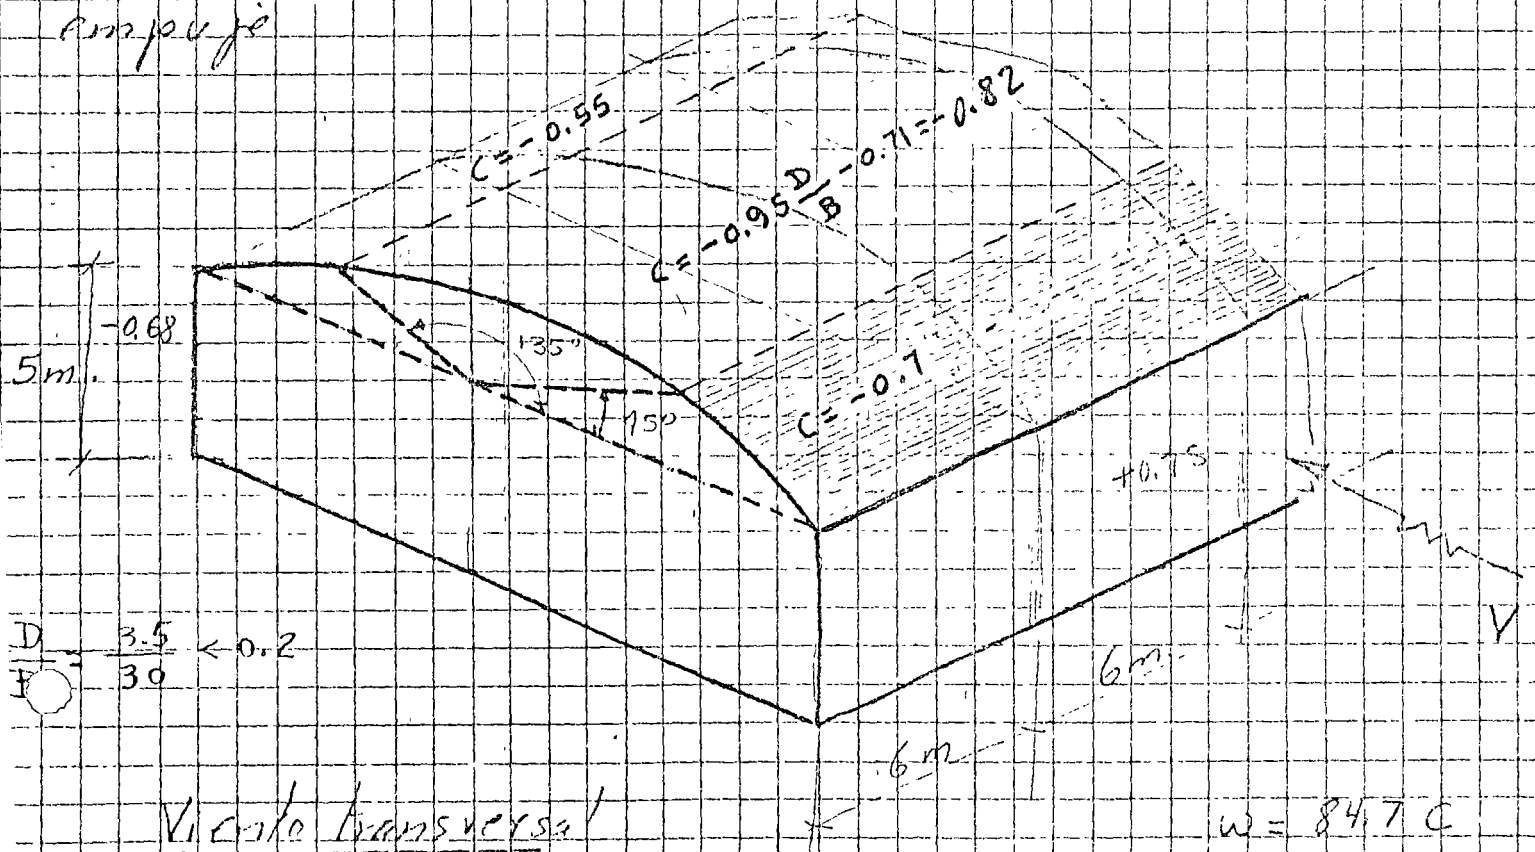 empuje
C = -0.55
C = -0.95 D/B -0.71 = -0.82
-0.68
5m.
135°
C = -0.7
+0.75
D/B = 3.5/30 < 0.2
6m.
6m
V
Viento transversal
w = 84.7 C